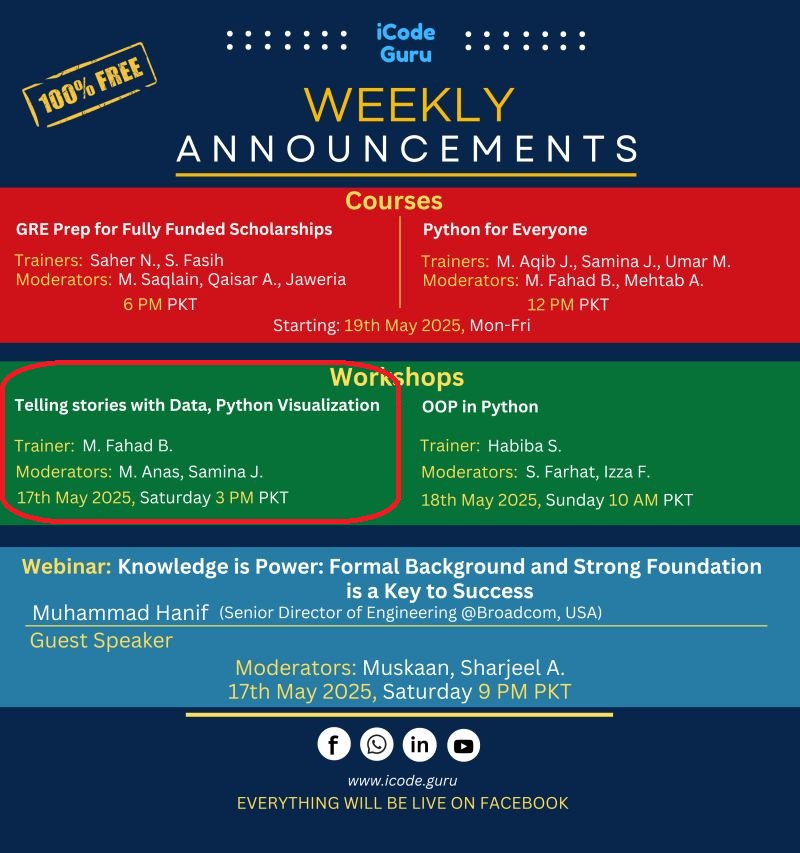 iCode
Guru
100% FREE
WEEKLY
ANNOUNCEMENTS
Courses
GRE Prep for Fully Funded Scholarships
Trainers: Saher N., S. Fasih
Moderators: M. Saqlain, Qaisar A., Jaweria
6 PM PKT
Python for Everyone
Trainers: M. Aqib J., Samina J., Umar M.
Moderators: M. Fahad B., Mehtab A.
12 PM PKT
Starting: 19th May 2025, Mon-Fri
Workshops
Telling stories with Data, Python Visualization
Trainer: M. Fahad B.
Moderators: M. Anas, Samina J.
17th May 2025, Saturday 3 PM PKT
OOP in Python
Trainer: Habiba S.
Moderators: S. Farhat, Izza F.
18th May 2025, Sunday 10 AM PKT
Webinar: Knowledge is Power: Formal Background and Strong Foundation
is a Key to Success
Muhammad Hanif (Senior Director of Engineering @Broadcom, USA)
Guest Speaker
Moderators: Muskaan, Sharjeel A.
17th May 2025, Saturday 9 PM PKT
www.icode.guru
EVERYTHING WILL BE LIVE ON FACEBOOK